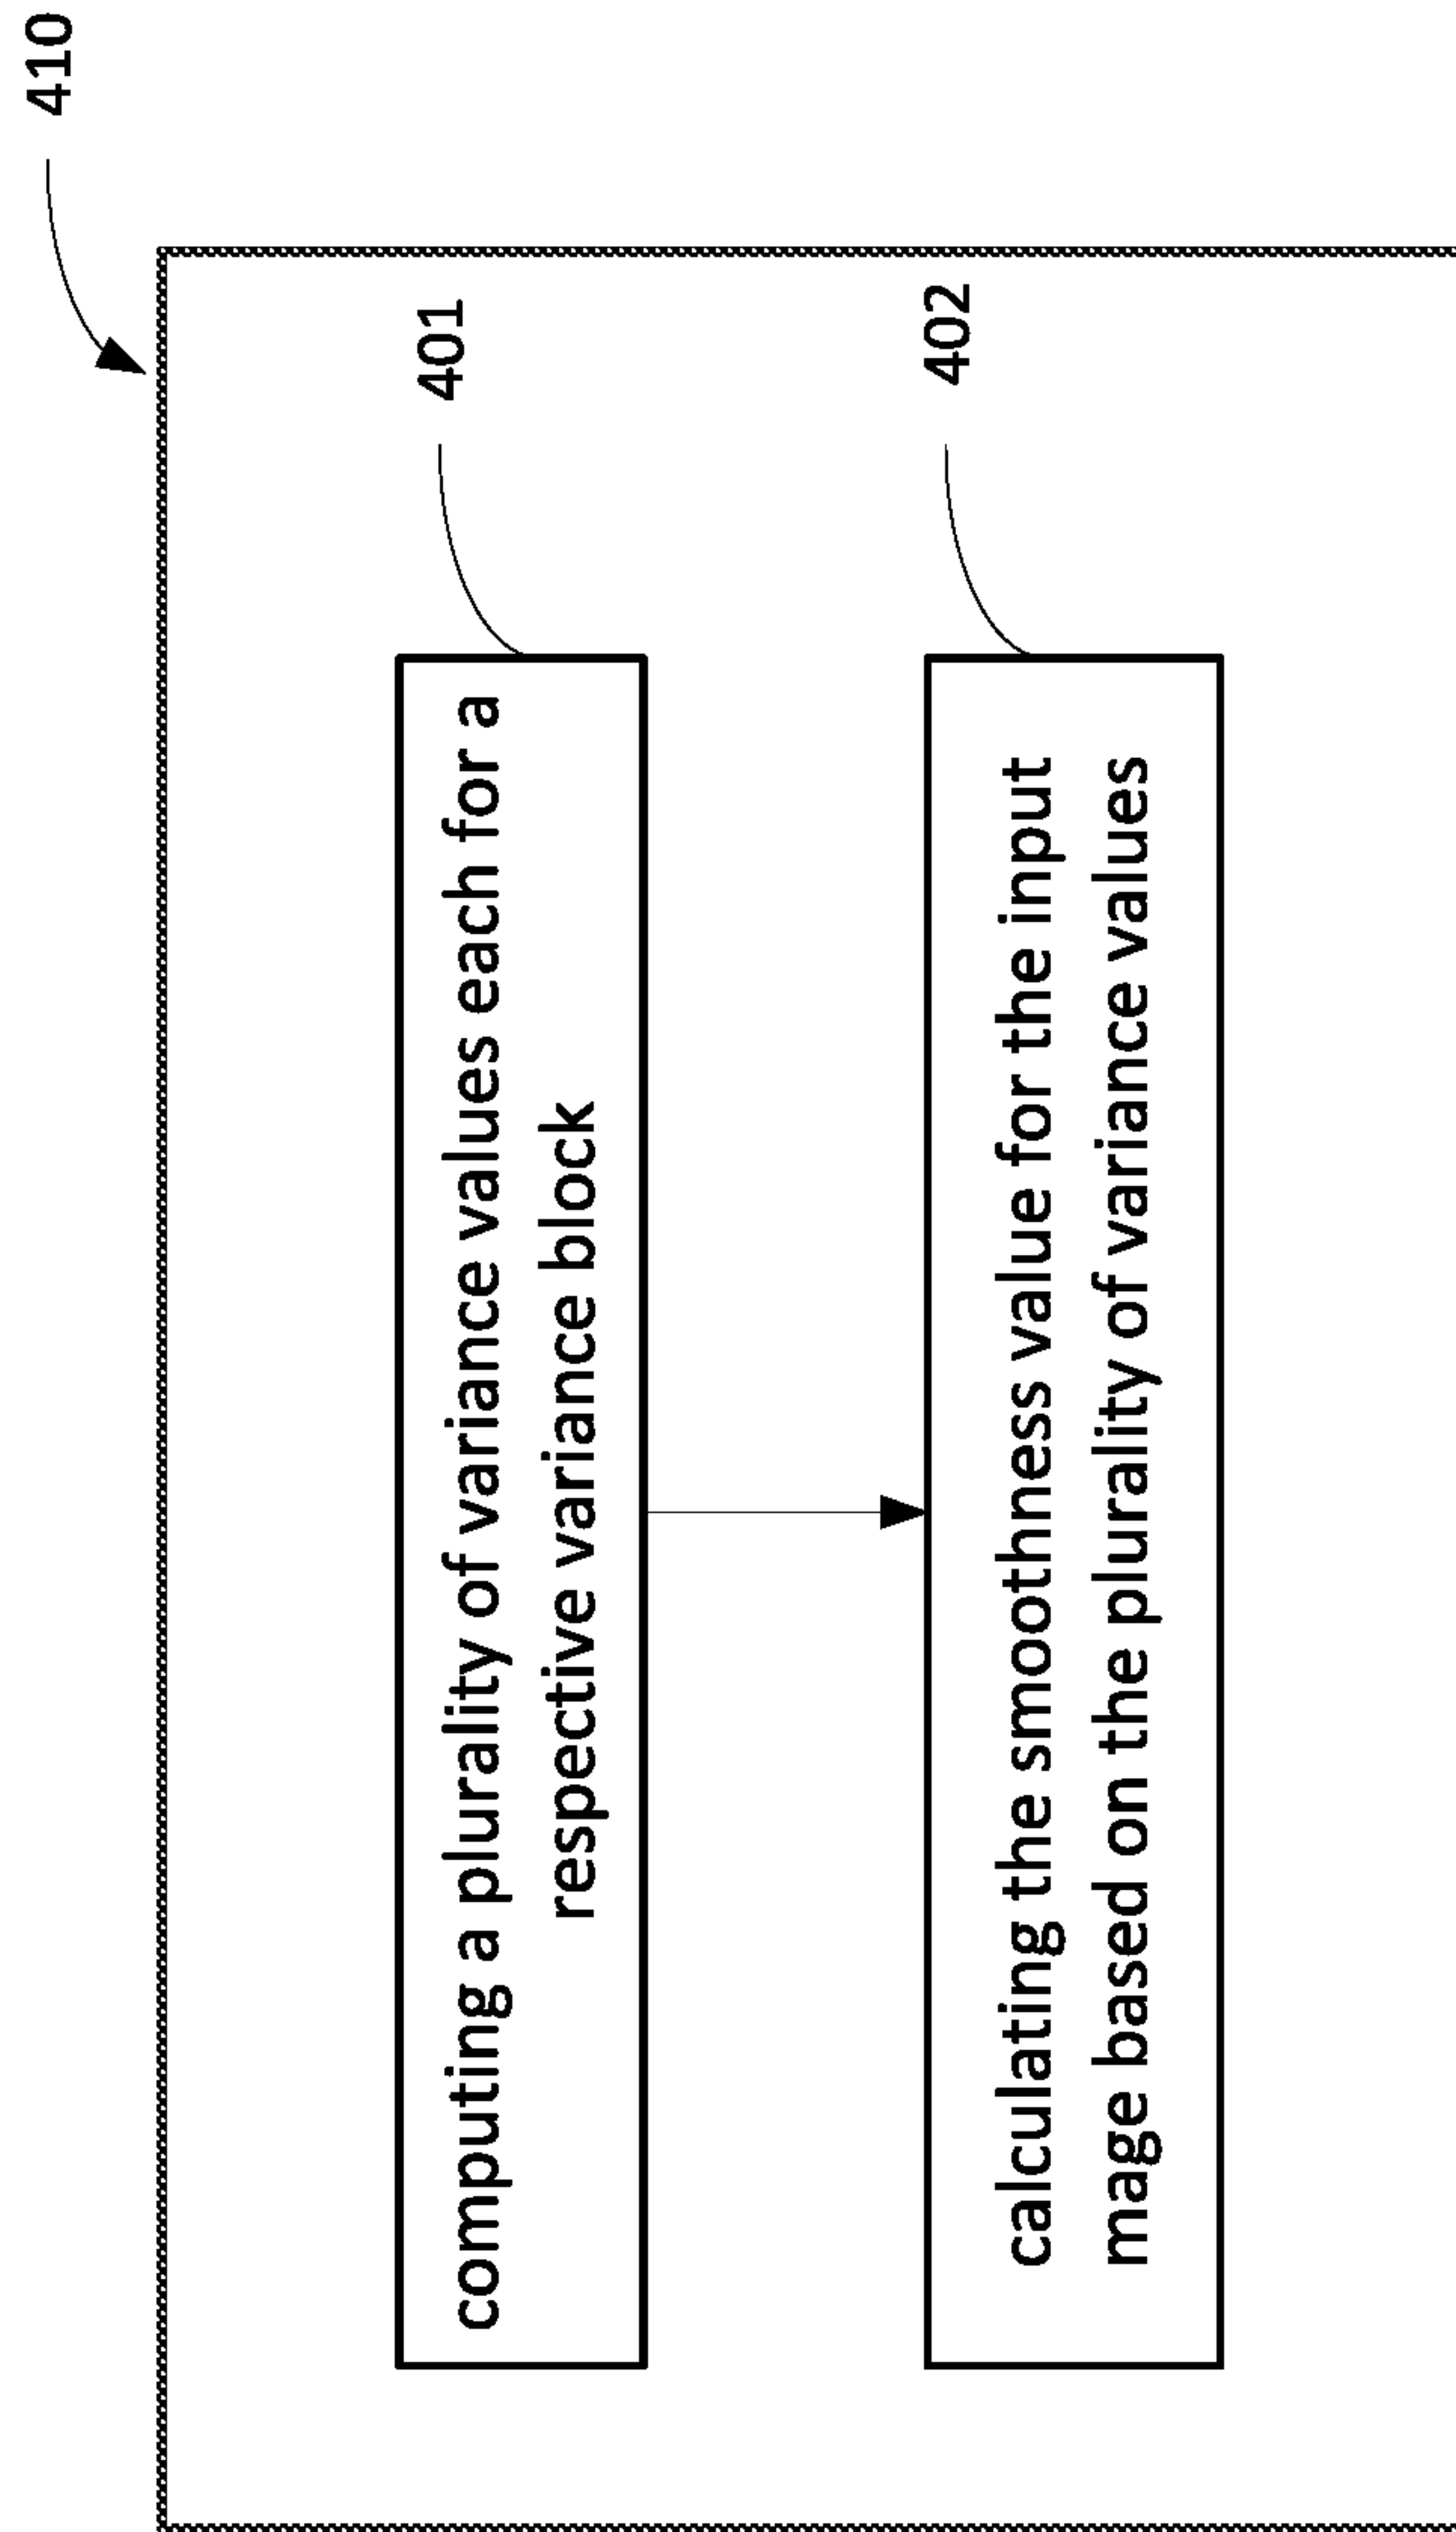 410
401
computing a plurality of variance values each for a
respective variance block
402
calculating the smoothness value for the input
mage based on the plurality of variance values